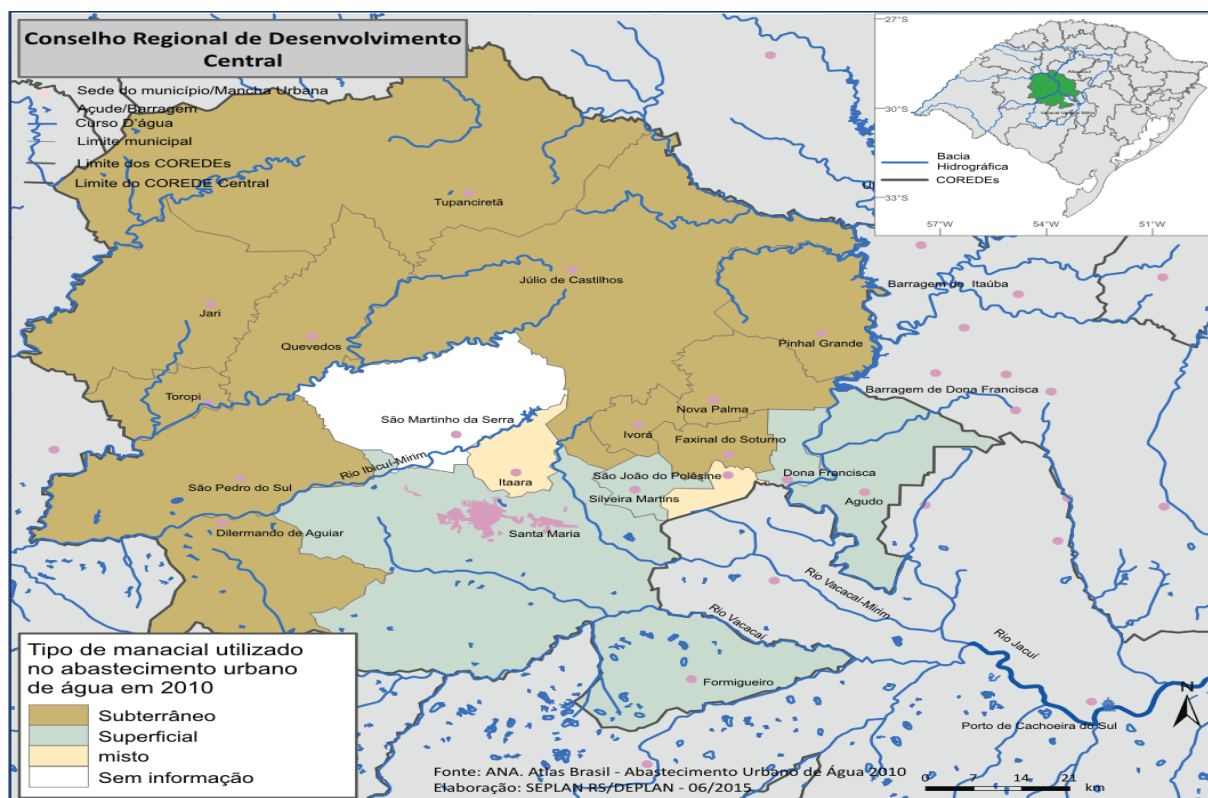 Conselho Regional de Desenvolvimento
Central
Sede do município/Mancha Urbana
Açude/Barragem
Curso D'água
Limite municipal
Limite dos COREDEs
Limite do COREDE Central
27°S
30°S
33°S
57°W
54°W
51°W
Bacia
Hidrográfica
COREDEs
Tupanciretã
Júlio de Castilhos
Barragem de Itaúba
Jari
Quevedos
Pinhal Grande
Toropi
Barragem de Dona Francisca
Nova Palma
São Martinho da Serra
Ivorá
Faxinal do Soturno
Rio Ibicuí-Mirim
São Pedro do Sul
Itaara
São João do Polêsine
Dona Francisca
Silveira Martins
Agudo
Dilermando de Aguiar
Santa Maria
Rio Vacacaí-Mirim
Rio Vacacaí
Rio Jacuí
Formigueiro
N
Porto de Cachoeira do Sul
Tipo de manacial utilizado
no abastecimento urbano
de água em 2010
Subterrâneo
Superficial
misto
Sem informação
Fonte: ANA. Atlas Brasil - Abastecimento Urbano de Água 2010
Elaboração: SEPLAN RS/DEPLAN - 06/2015
0 7 14 21
km